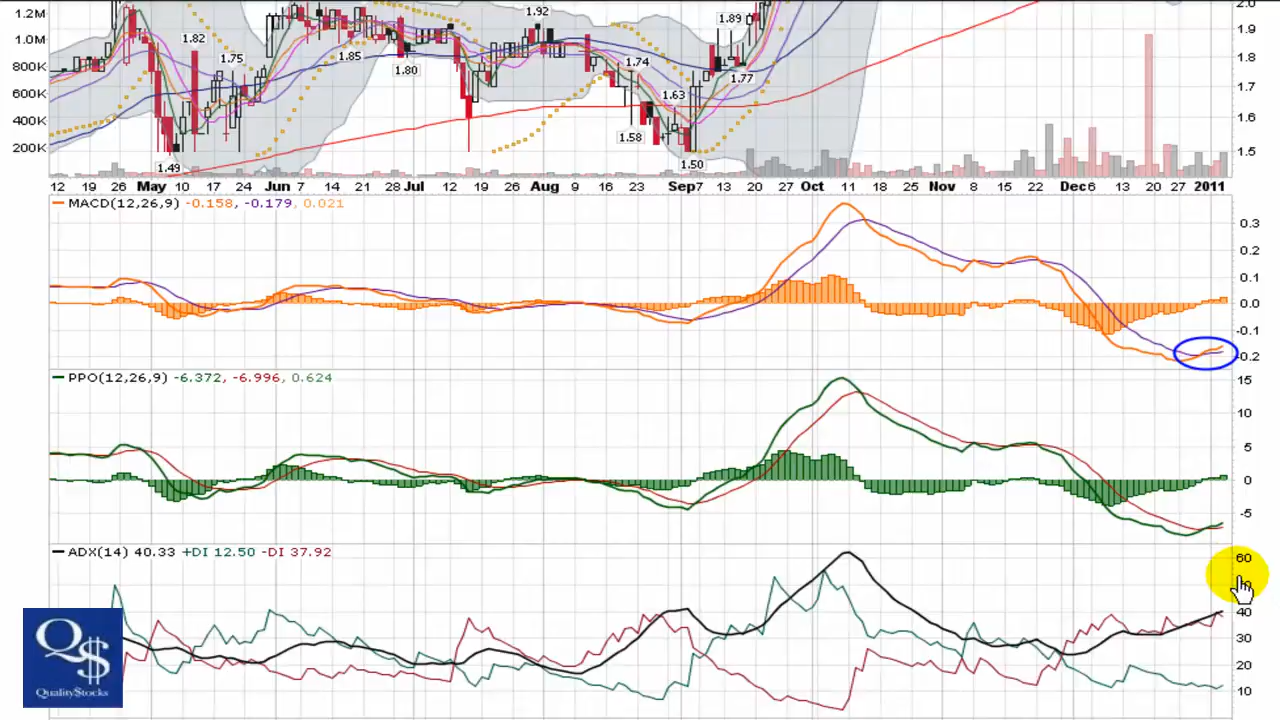 1.2M 1.92 1.89 2.0
1.0M 1.82 1.75 1.85 1.9
800K 1.80 1.74 1.77 1.8
600K 1.63 1.7
400K 1.58 1.6
200K 1.49 1.50 1.5
12 19 26 May 10 17 24 Jun 7 14 21 28 Jul 12 19 26 Aug 9 16 23 Sep 7 13 20 27 Oct 11 18 25 Nov 8 15 22 Dec 6 13 20 27 2011
MACD(12,26,9) -0.158, -0.179, 0.021
0.3
0.2
0.1
0.0
-0.1
-0.2
PPO(12,26,9) -6.372, -6.996, 0.624
15
10
5
0
-5
ADX(14) 40.33 +DI 12.50 -DI 37.92
60
40
30
20
10
Q$
QualityStocks